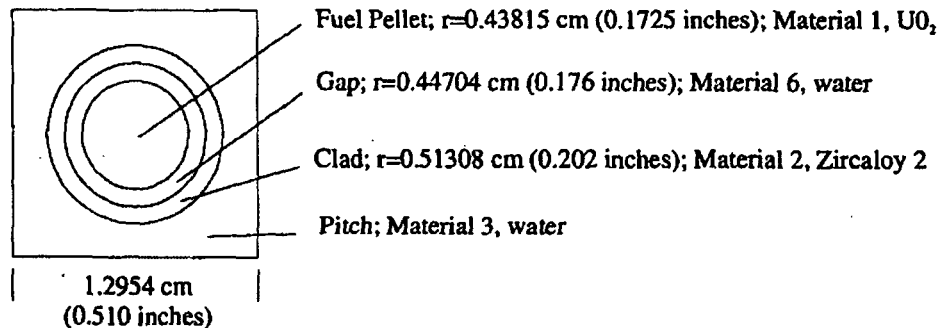 Fuel Pellet; r=0.43815 cm (0.1725 inches); Material 1, U0₂
Gap; r=0.44704 cm (0.176 inches); Material 6, water
Clad; r=0.51308 cm (0.202 inches); Material 2, Zircaloy 2
Pitch; Material 3, water
1.2954 cm
(0.510 inches)